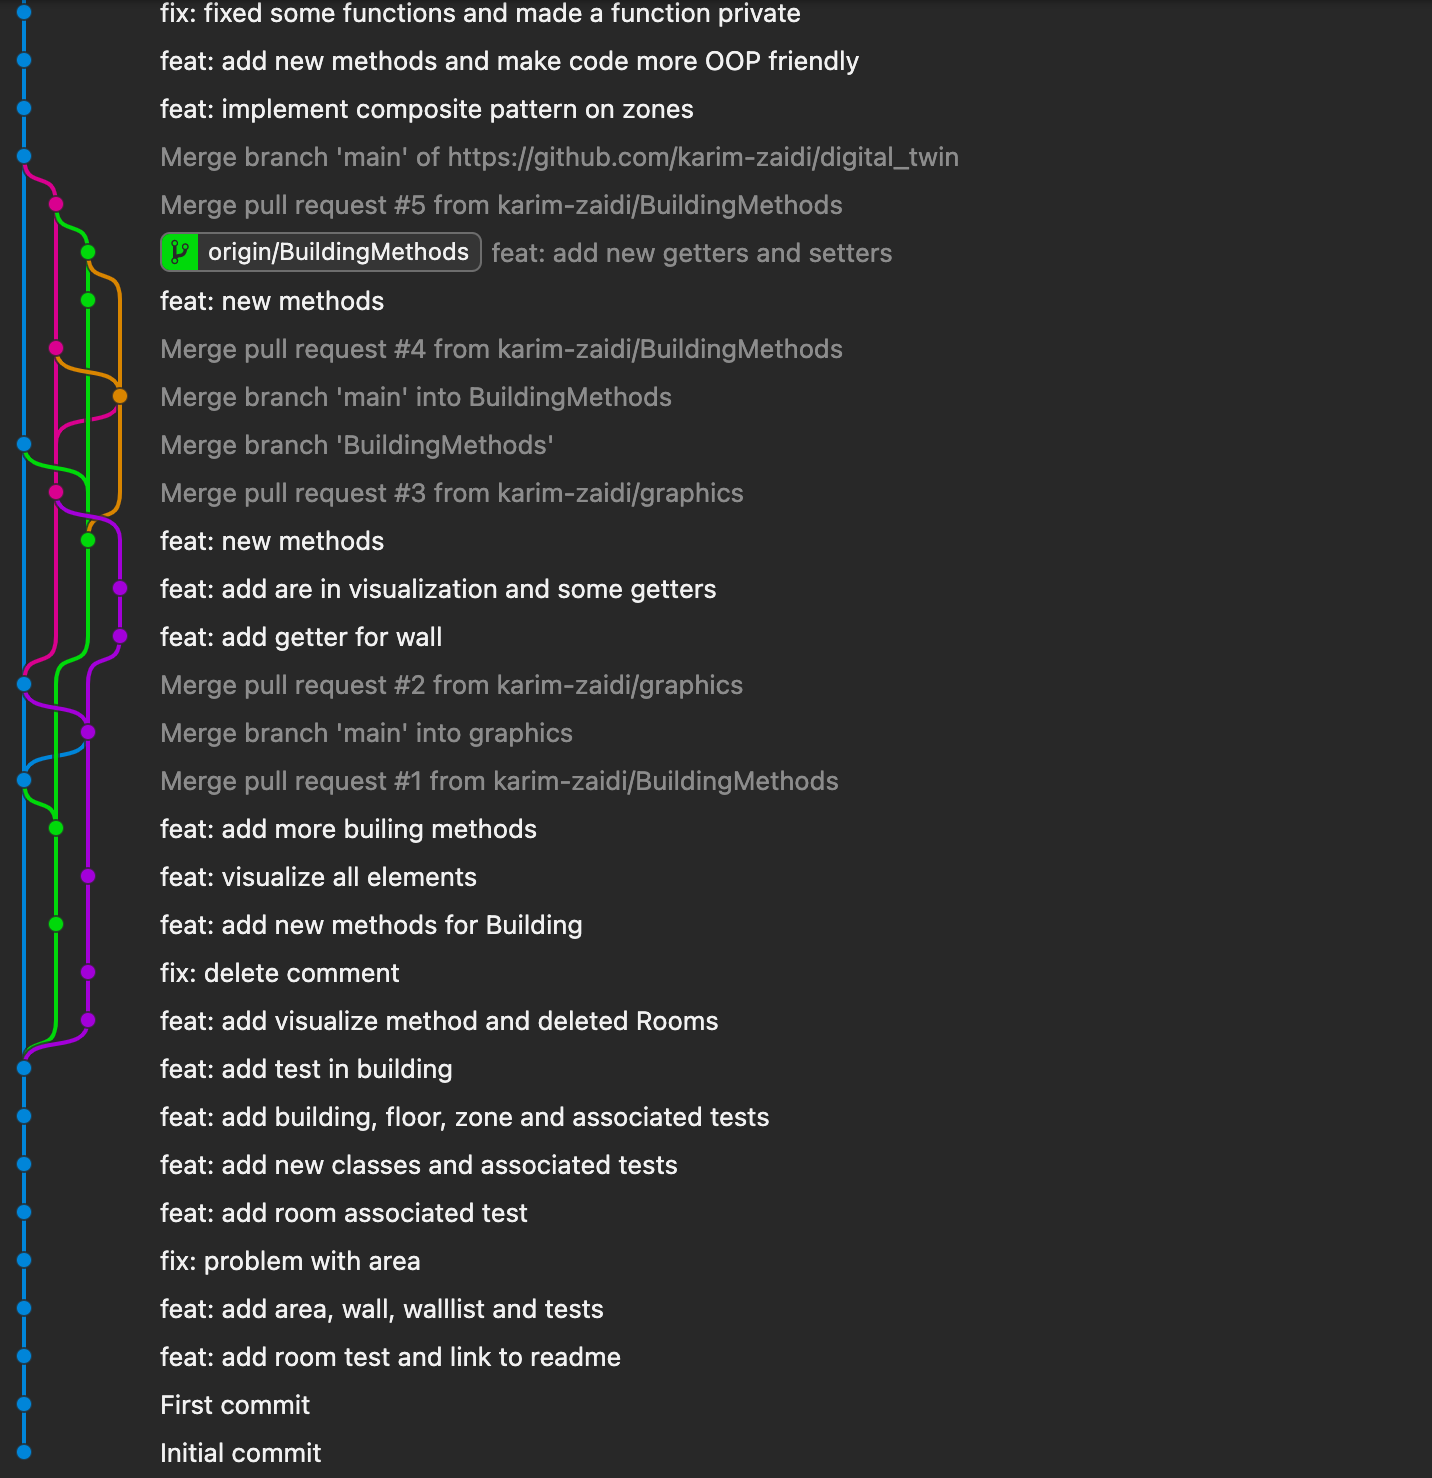 fix: fixed some functions and made a function private
feat: add new methods and make code more OOP friendly
feat: implement composite pattern on zones
Merge branch 'main' of https://github.com/karim-zaidi/digital_twin
Merge pull request #5 from karim-zaidi/BuildingMethods
origin/BuildingMethods feat: add new getters and setters
feat: new methods
Merge pull request #4 from karim-zaidi/BuildingMethods
Merge branch 'main' into BuildingMethods
Merge branch 'BuildingMethods'
Merge pull request #3 from karim-zaidi/graphics
feat: new methods
feat: add are in visualization and some getters
feat: add getter for wall
Merge pull request #2 from karim-zaidi/graphics
Merge branch 'main' into graphics
Merge pull request #1 from karim-zaidi/BuildingMethods
feat: add more builing methods
feat: visualize all elements
feat: add new methods for Building
fix: delete comment
feat: add visualize method and deleted Rooms
feat: add test in building
feat: add building, floor, zone and associated tests
feat: add new classes and associated tests
feat: add room associated test
fix: problem with area
feat: add area, wall, walllist and tests
feat: add room test and link to readme
First commit
Initial commit